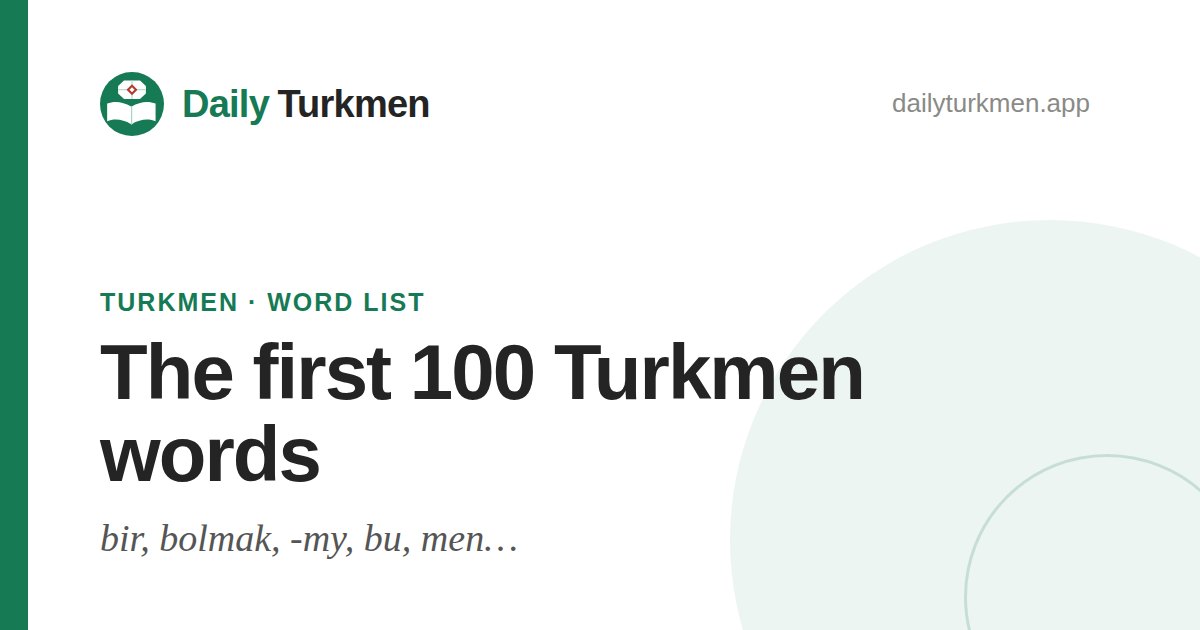 Daily Turkmen
dailyturkmen.app
TURKMEN · WORD LIST
The first 100 Turkmen
words
bir, bolmak, -my, bu, men…